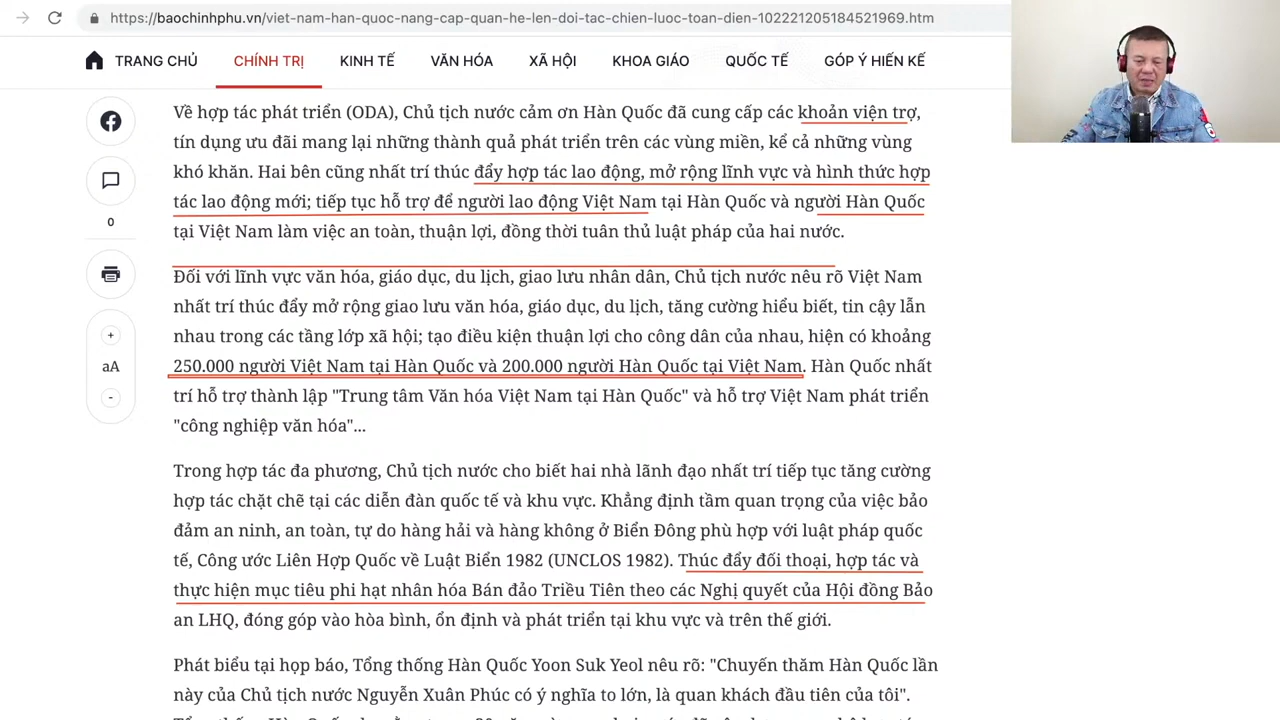 https://baochinhphu.vn/viet-nam-han-quoc-nang-cap-quan-he-len-doi-tac-chien-luoc-toan-dien-102221205184521969.htm
TRANG CHỦ CHÍNH TRỊ KINH TẾ VĂN HÓA XÃ HỘI KHOA GIÁO QUỐC TẾ GÓP Ý HIẾN KẾ
Về hợp tác phát triển (ODA), Chủ tịch nước cảm ơn Hàn Quốc đã cung cấp các khoản viện trợ,
tín dụng ưu đãi mang lại những thành quả phát triển trên các vùng miền, kể cả những vùng
khó khăn. Hai bên cũng nhất trí thúc đẩy hợp tác lao động, mở rộng lĩnh vực và hình thức hợp
tác lao động mới; tiếp tục hỗ trợ để người lao động Việt Nam tại Hàn Quốc và người Hàn Quốc
tại Việt Nam làm việc an toàn, thuận lợi, đồng thời tuân thủ luật pháp của hai nước.
0
Đối với lĩnh vực văn hóa, giáo dục, du lịch, giao lưu nhân dân, Chủ tịch nước nêu rõ Việt Nam
nhất trí thúc đẩy mở rộng giao lưu văn hóa, giáo dục, du lịch, tăng cường hiểu biết, tin cậy lẫn
nhau trong các tầng lớp xã hội; tạo điều kiện thuận lợi cho công dân của nhau, hiện có khoảng
250.000 người Việt Nam tại Hàn Quốc và 200.000 người Hàn Quốc tại Việt Nam. Hàn Quốc nhất
trí hỗ trợ thành lập "Trung tâm Văn hóa Việt Nam tại Hàn Quốc" và hỗ trợ Việt Nam phát triển
"công nghiệp văn hóa"...
+
aA
-
Trong hợp tác đa phương, Chủ tịch nước cho biết hai nhà lãnh đạo nhất trí tiếp tục tăng cường
hợp tác chặt chẽ tại các diễn đàn quốc tế và khu vực. Khẳng định tầm quan trọng của việc bảo
đảm an ninh, an toàn, tự do hàng hải và hàng không ở Biển Đông phù hợp với luật pháp quốc
tế, Công ước Liên Hợp Quốc về Luật Biển 1982 (UNCLOS 1982). Thúc đẩy đối thoại, hợp tác và
thực hiện mục tiêu phi hạt nhân hóa Bán đảo Triều Tiên theo các Nghị quyết của Hội đồng Bảo
an LHQ, đóng góp vào hòa bình, ổn định và phát triển tại khu vực và trên thế giới.
Phát biểu tại họp báo, Tổng thống Hàn Quốc Yoon Suk Yeol nêu rõ: "Chuyến thăm Hàn Quốc lần
này của Chủ tịch nước Nguyễn Xuân Phúc có ý nghĩa to lớn, là quan khách đầu tiên của tôi".